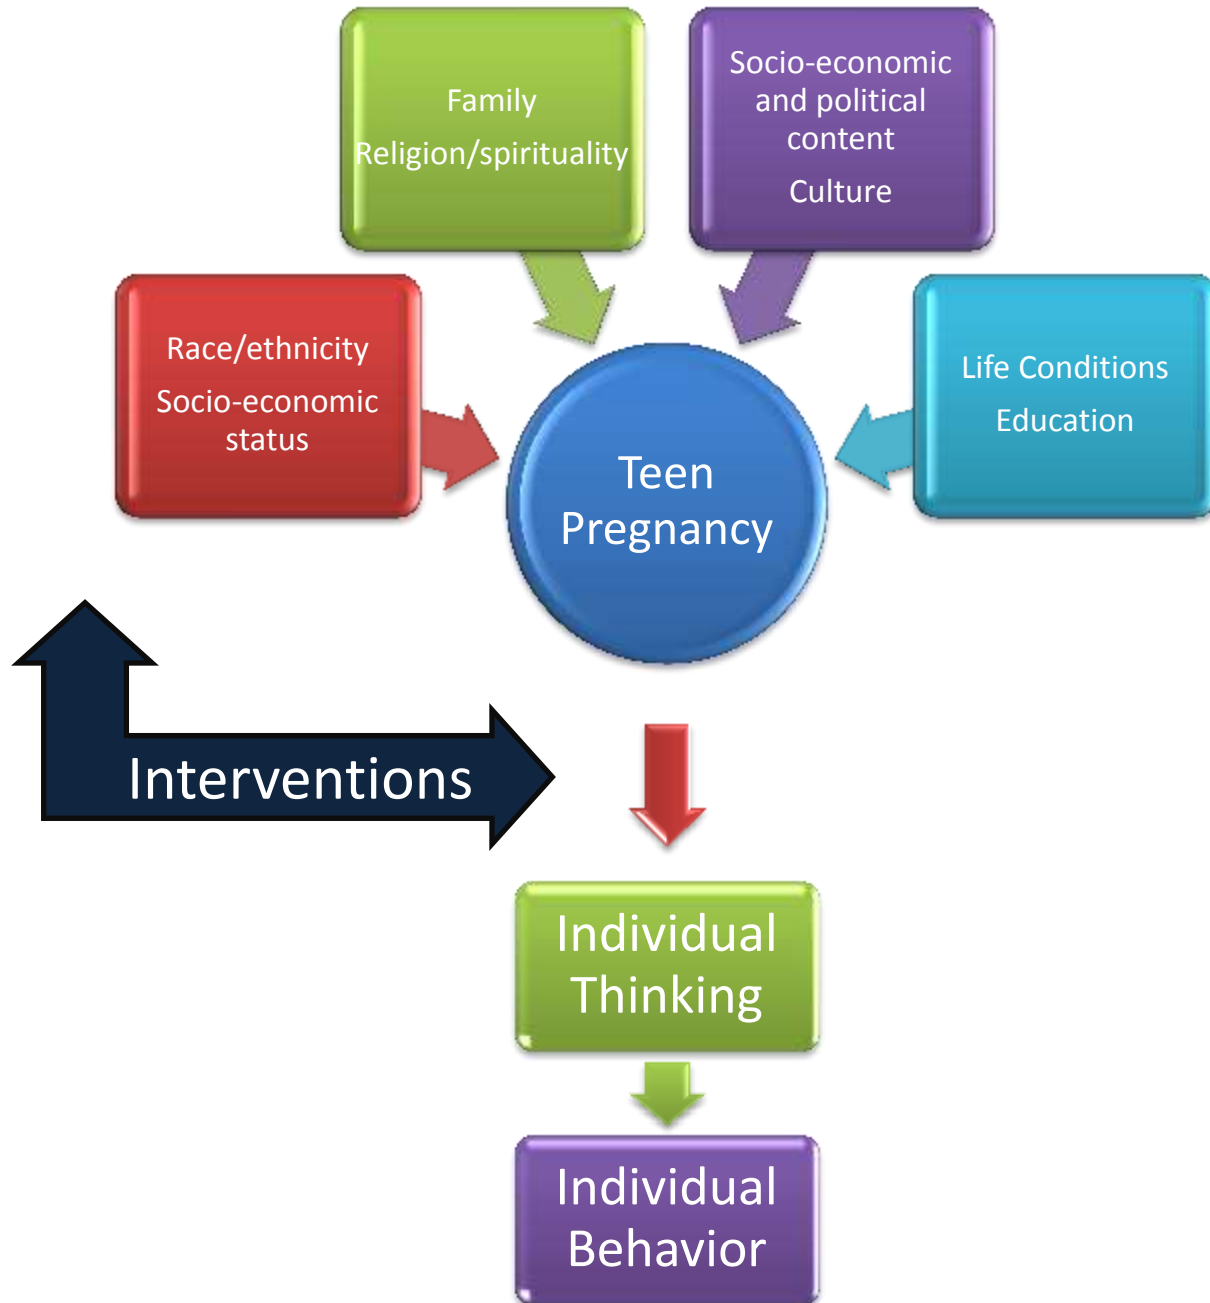 Family
Religion/spirituality
Socio-economic
and political
content
Culture
Race/ethnicity
Socio-economic
status
Life Conditions
Education
Teen
Pregnancy
Interventions
Individual
Thinking
Individual
Behavior